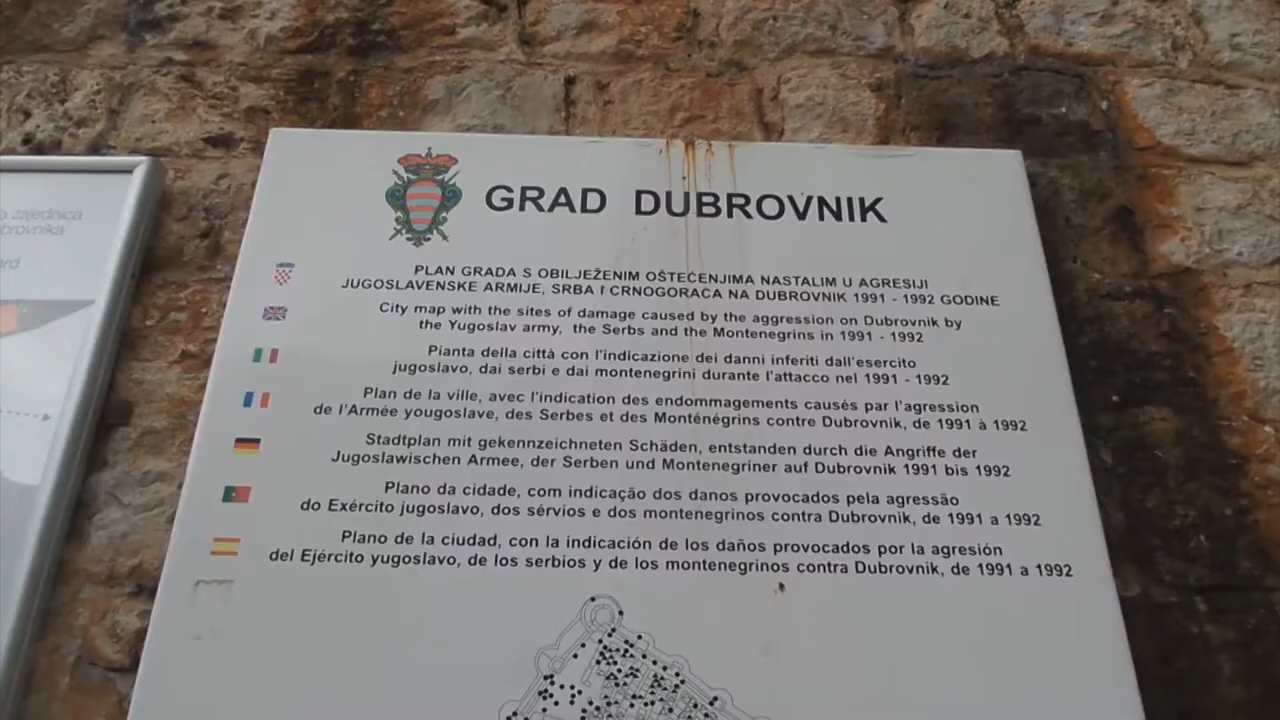 a zajednica
brovnika
GRAD DUBROVNIK
PLAN GRADA S OBILJEŽENIM OŠTEĆENJIMA NASTALIM U AGRESIJI
JUGOSLAVENSKE ARMIJE, SRBA I CRNOGORACA NA DUBROVNIK 1991 - 1992 GODINE
City map with the sites of damage caused by the aggression on Dubrovnik by
the Yugoslav army, the Serbs and the Montenegrins in 1991 - 1992
Pianta della città con l'indicazione dei danni inferiti dall'esercito
jugoslavo, dai serbi e dai montenegrini durante l'attacco nel 1991 - 1992
Plan de la ville, avec l'indication des endommagements causés par l'agression
de l'Armée yougoslave, des Serbes et des Monténégrins contre Dubrovnik, de 1991 à 1992
Stadtplan mit gekennzeichneten Schäden, entstanden durch die Angriffe der
Jugoslawischen Armee, der Serben und Montenegriner auf Dubrovnik 1991 bis 1992
Plano da cidade, com indicação dos danos provocados pela agressão
do Exército jugoslavo, dos sérvios e dos montenegrinos contra Dubrovnik, de 1991 a 1992
Plano de la ciudad, con la indicación de los daños provocados por la agresión
del Ejército yugoslavo, de los serbios y de los montenegrinos contra Dubrovnik, de 1991 a 1992